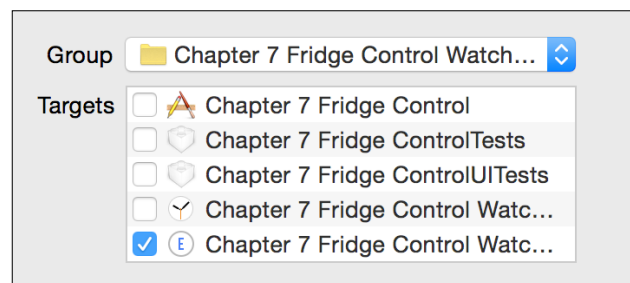 Group Chapter 7 Fridge Control Watch...
Targets Chapter 7 Fridge Control
Chapter 7 Fridge ControlTests
Chapter 7 Fridge ControlUITests
Chapter 7 Fridge Control Watc...
E Chapter 7 Fridge Control Watc...